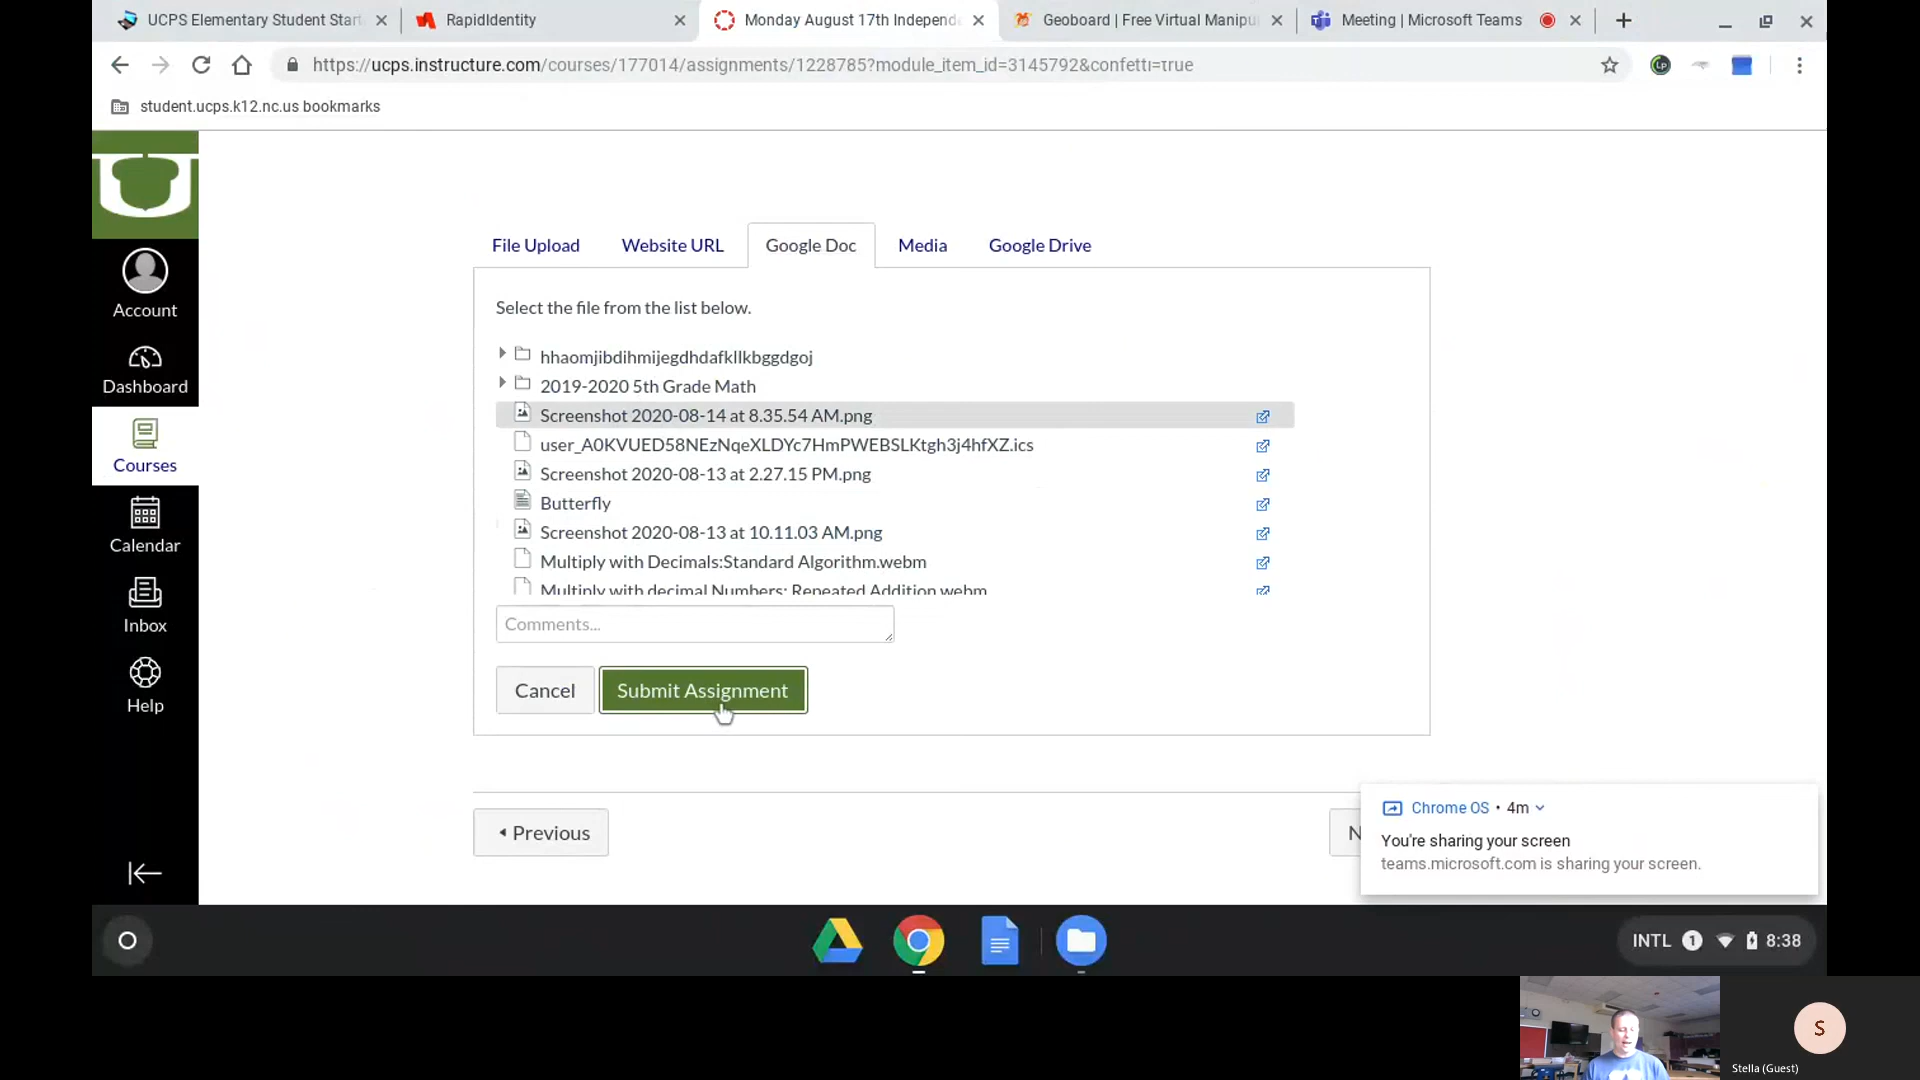 UCPS Elementary Student Start
RapidIdentity
Monday August 17th Independ
Geoboard | Free Virtual Manipu
Meeting | Microsoft Teams
https://ucps.instructure.com/courses/177014/assignments/1228785?module_item_id=3145792&confetti=true
student.ucps.k12.nc.us bookmarks
Account
Dashboard
Courses
Calendar
Inbox
Help
File Upload
Website URL
Google Doc
Media
Google Drive
Select the file from the list below.
hhaomjibdihmijegdhdafkllkbggdgoj
2019-2020 5th Grade Math
Screenshot 2020-08-14 at 8.35.54 AM.png
user_A0KVUED58NEzNqeXLDYc7HmPWEBSLKtgh3j4hfXZ.ics
Screenshot 2020-08-13 at 2.27.15 PM.png
Butterfly
Screenshot 2020-08-13 at 10.11.03 AM.png
Multiply with Decimals:Standard Algorithm.webm
Multiply with decimal Numbers: Repeated Addition.webm
Comments...
Cancel
Submit Assignment
Previous
N
Chrome OS • 4m
You're sharing your screen
teams.microsoft.com is sharing your screen.
INTL 1 8:38
S
Stella (Guest)